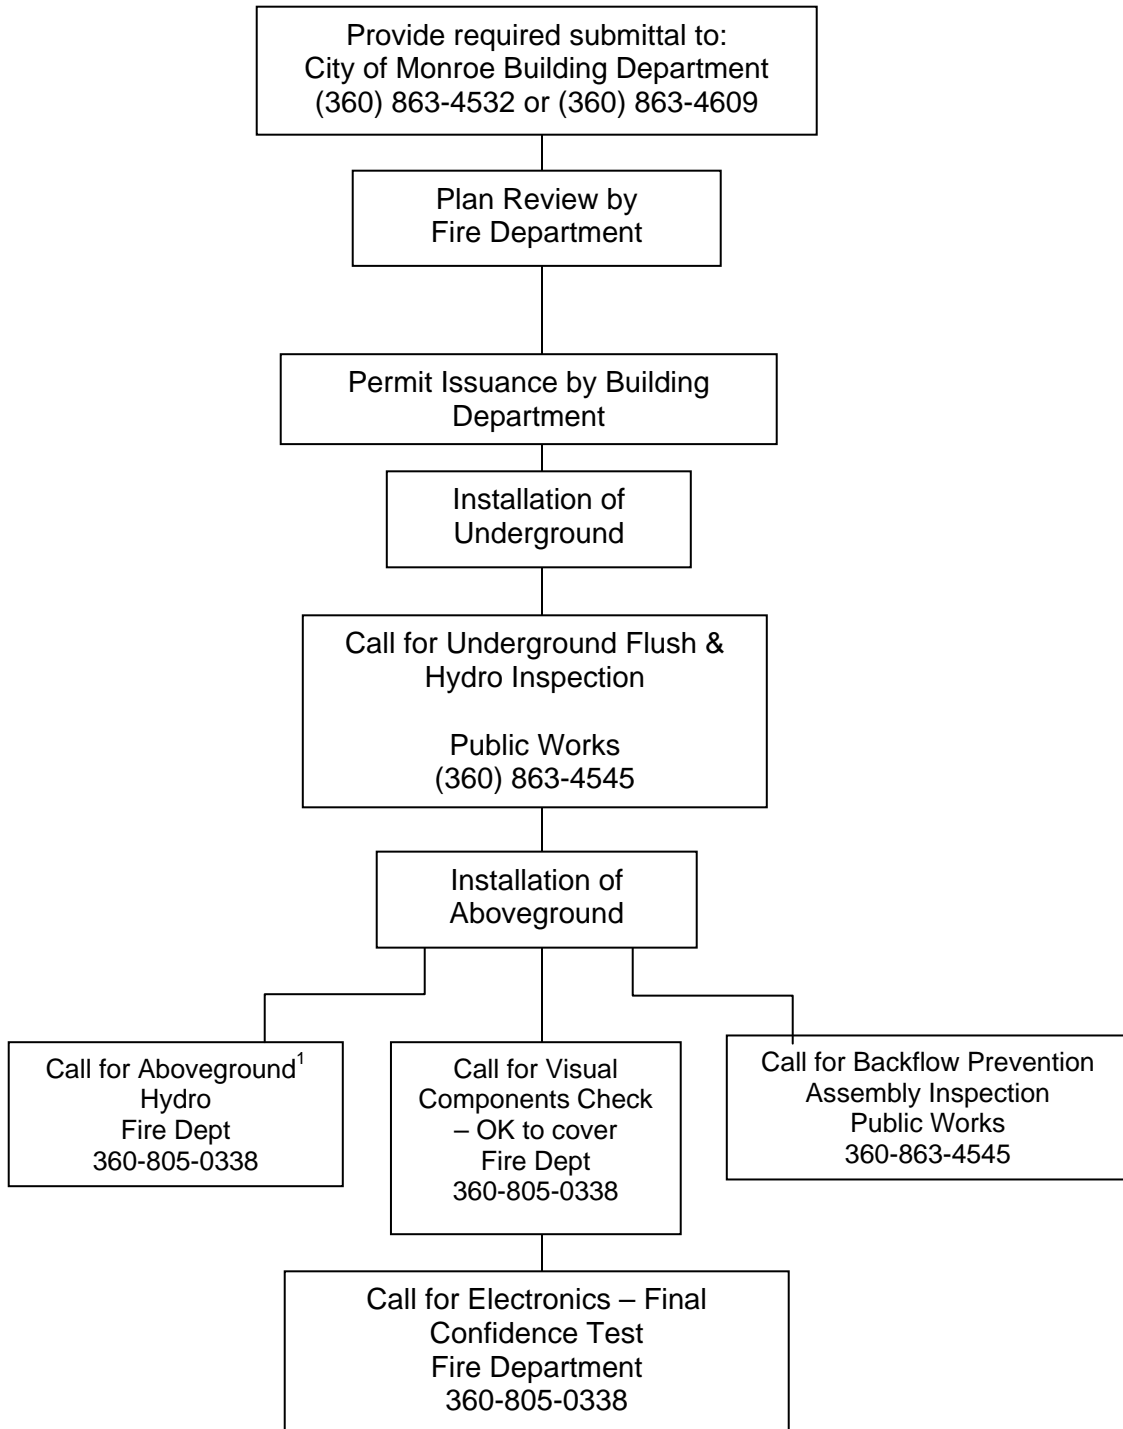 Provide required submittal to:
City of Monroe Building Department
(360) 863-4532 or (360) 863-4609
Plan Review by
Fire Department
Permit Issuance by Building
Department
Installation of
Underground
Call for Underground Flush &
Hydro Inspection
Public Works
(360) 863-4545
Installation of
Aboveground
Call for Aboveground¹
Hydro
Fire Dept
360-805-0338
Call for Visual
Components Check
– OK to cover
Fire Dept
360-805-0338
Call for Backflow Prevention
Assembly Inspection
Public Works
360-863-4545
Call for Electronics – Final
Confidence Test
Fire Department
360-805-0338